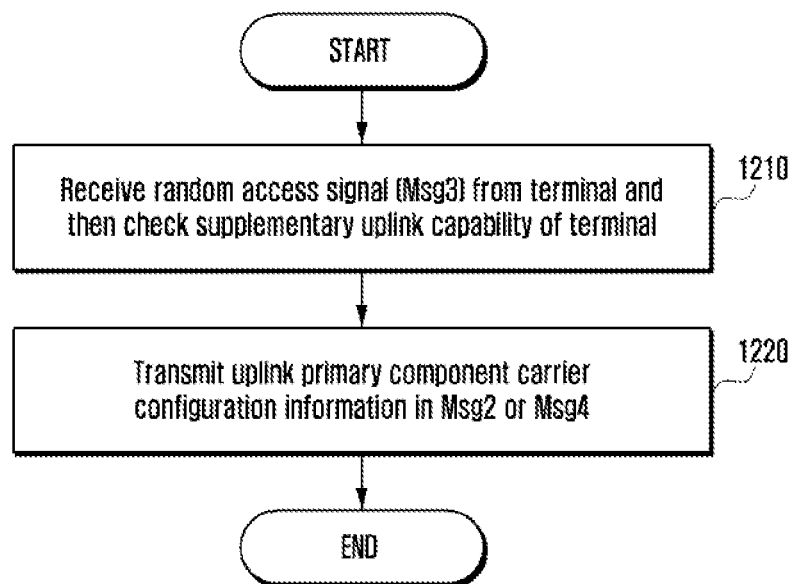 START
Receive random access signal (Msg3) from terminal and
then check supplementary uplink capability of terminal
1210
Transmit uplink primary component carrier
configuration information in Msg2 or Msg4
1220
END